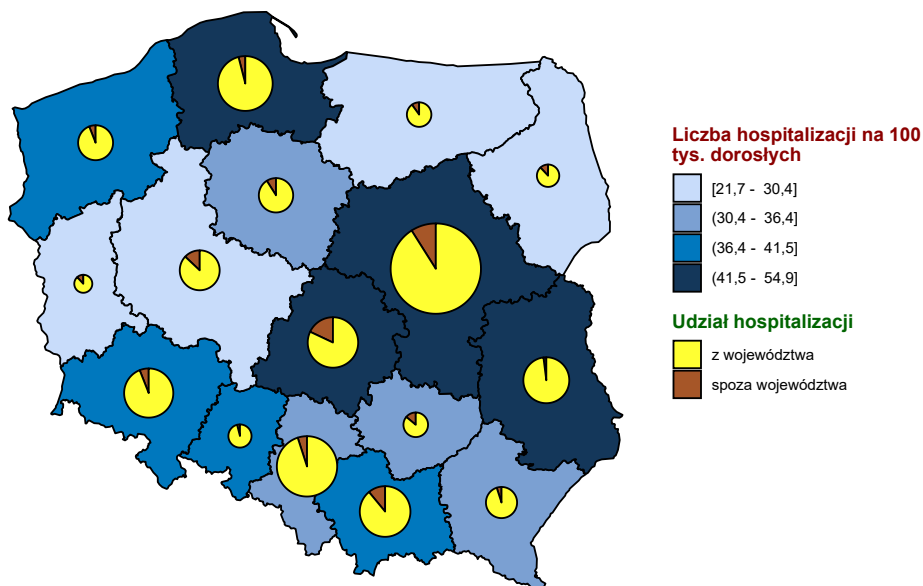 Liczba hospitalizacji na 100
tys. dorosłych
[21,7 - 30,4]
(30,4 - 36,4]
(36,4 - 41,5]
(41,5 - 54,9]
Udział hospitalizacji
z województwa
spoza województwa